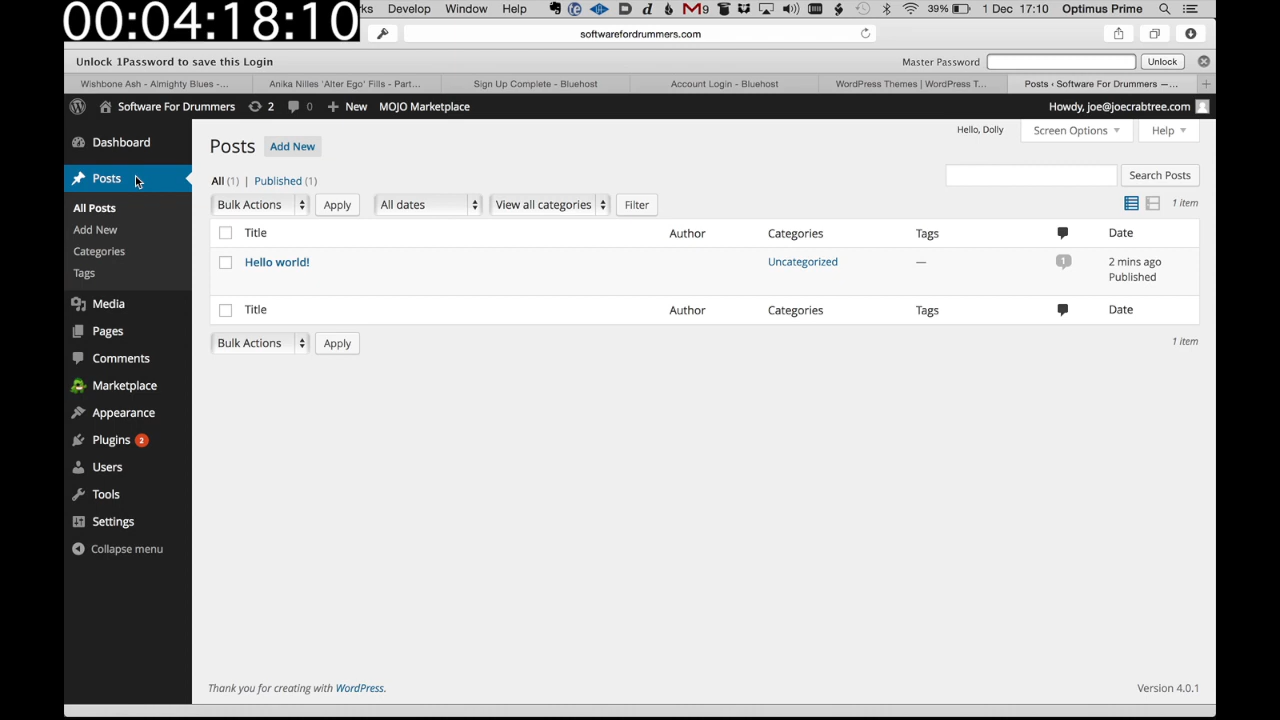 00:04:18:10
ks Develop Window Help 9 39% 1 Dec 17:10 Optimus Prime
softwarefordrummers.com
Unlock 1Password to save this Login Master Password Unlock
Wishbone Ash - Almighty Blues -... Anika Nilles 'Alter Ego' Fills - Part... Sign Up Complete - Bluehost Account Login - Bluehost WordPress Themes | WordPress T... Posts ‹ Software For Drummers —...
Software For Drummers 2 0 + New MOJO Marketplace Howdy, joe@joecrabtree.com
Dashboard
Posts
All Posts
Add New
Categories
Tags
Media
Pages
Comments
Marketplace
Appearance
Plugins 2
Users
Tools
Settings
Collapse menu
Hello, Dolly Screen Options Help
Posts Add New
All (1) | Published (1) Search Posts
Bulk Actions Apply All dates View all categories Filter 1 item
Title Author Categories Tags Date
Hello world! Uncategorized — 1 2 mins ago
Published
Title Author Categories Tags Date
Bulk Actions Apply 1 item
Thank you for creating with WordPress. Version 4.0.1